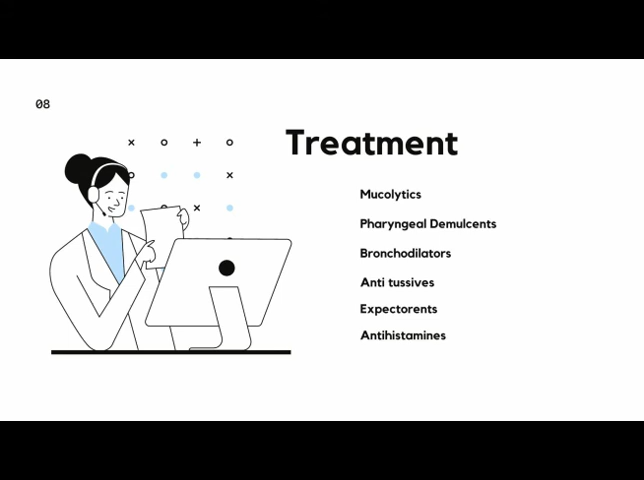 08
Treatment
Mucolytics
Pharyngeal Demulcents
Bronchodilators
Anti tussives
Expectorents
Antihistamines